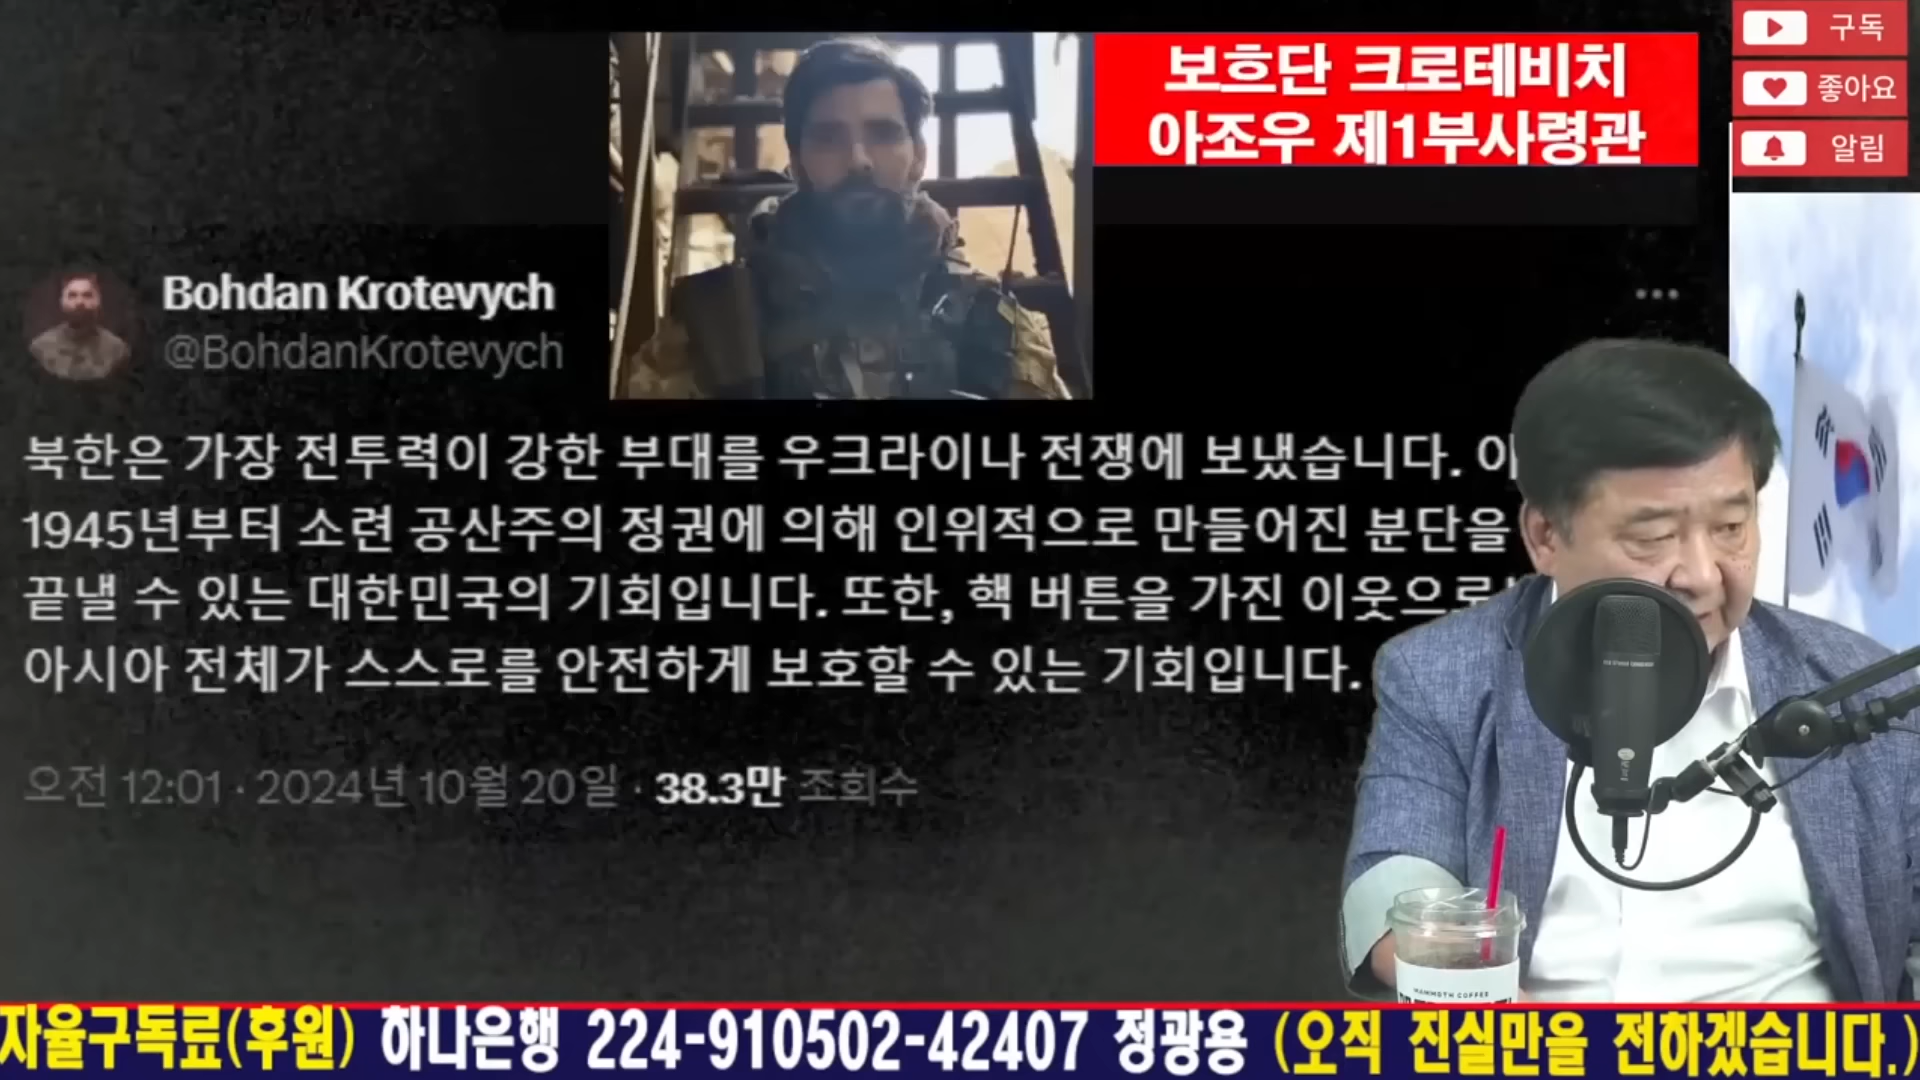 보흐단 크로테비치
아조우 제1부사령관
구독
좋아요
알림
Bohdan Krotevych
@BohdanKrotevych
북한은 가장 전투력이 강한 부대를 우크라이나 전쟁에 보냈습니다.
1945년부터 소련 공산주의 정권에 의해 인위적으로 만들어진 분단을
끝낼 수 있는 대한민국의 기회입니다. 또한, 핵 버튼을 가진 이웃으로
아시아 전체가 스스로를 안전하게 보호할 수 있는 기회입니다.
오전 12:01 · 2024년 10월 20일 · 38.3만 조회수
MAMMOTH COFFEE
자율구독료(후원) 하나은행 224-910502-42407 정광용 (오직 진실만을 전하겠습니다.)